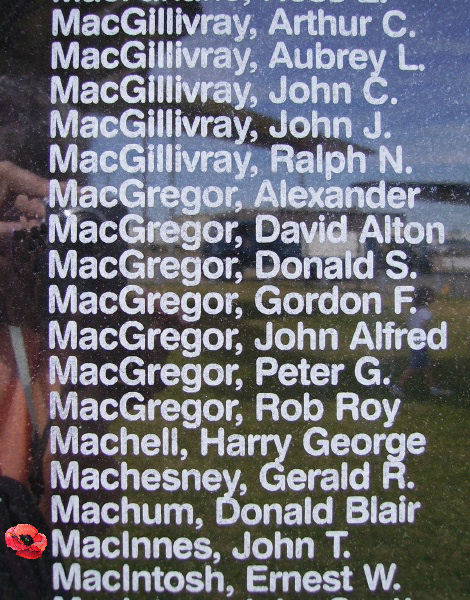 MacGillivray, Arthur C.
MacGillivray, Aubrey L.
MacGillivray, John C.
MacGillivray, John J.
MacGillivray, Ralph N.
MacGregor, Alexander
MacGregor, David Alton
MacGregor, Donald S.
MacGregor, Gordon F.
MacGregor, John Alfred
MacGregor, Peter G.
MacGregor, Rob Roy
Machell, Harry George
Machesney, Gerald R.
Machum, Donald Blair
MacInnes, John T.
MacIntosh, Ernest W.